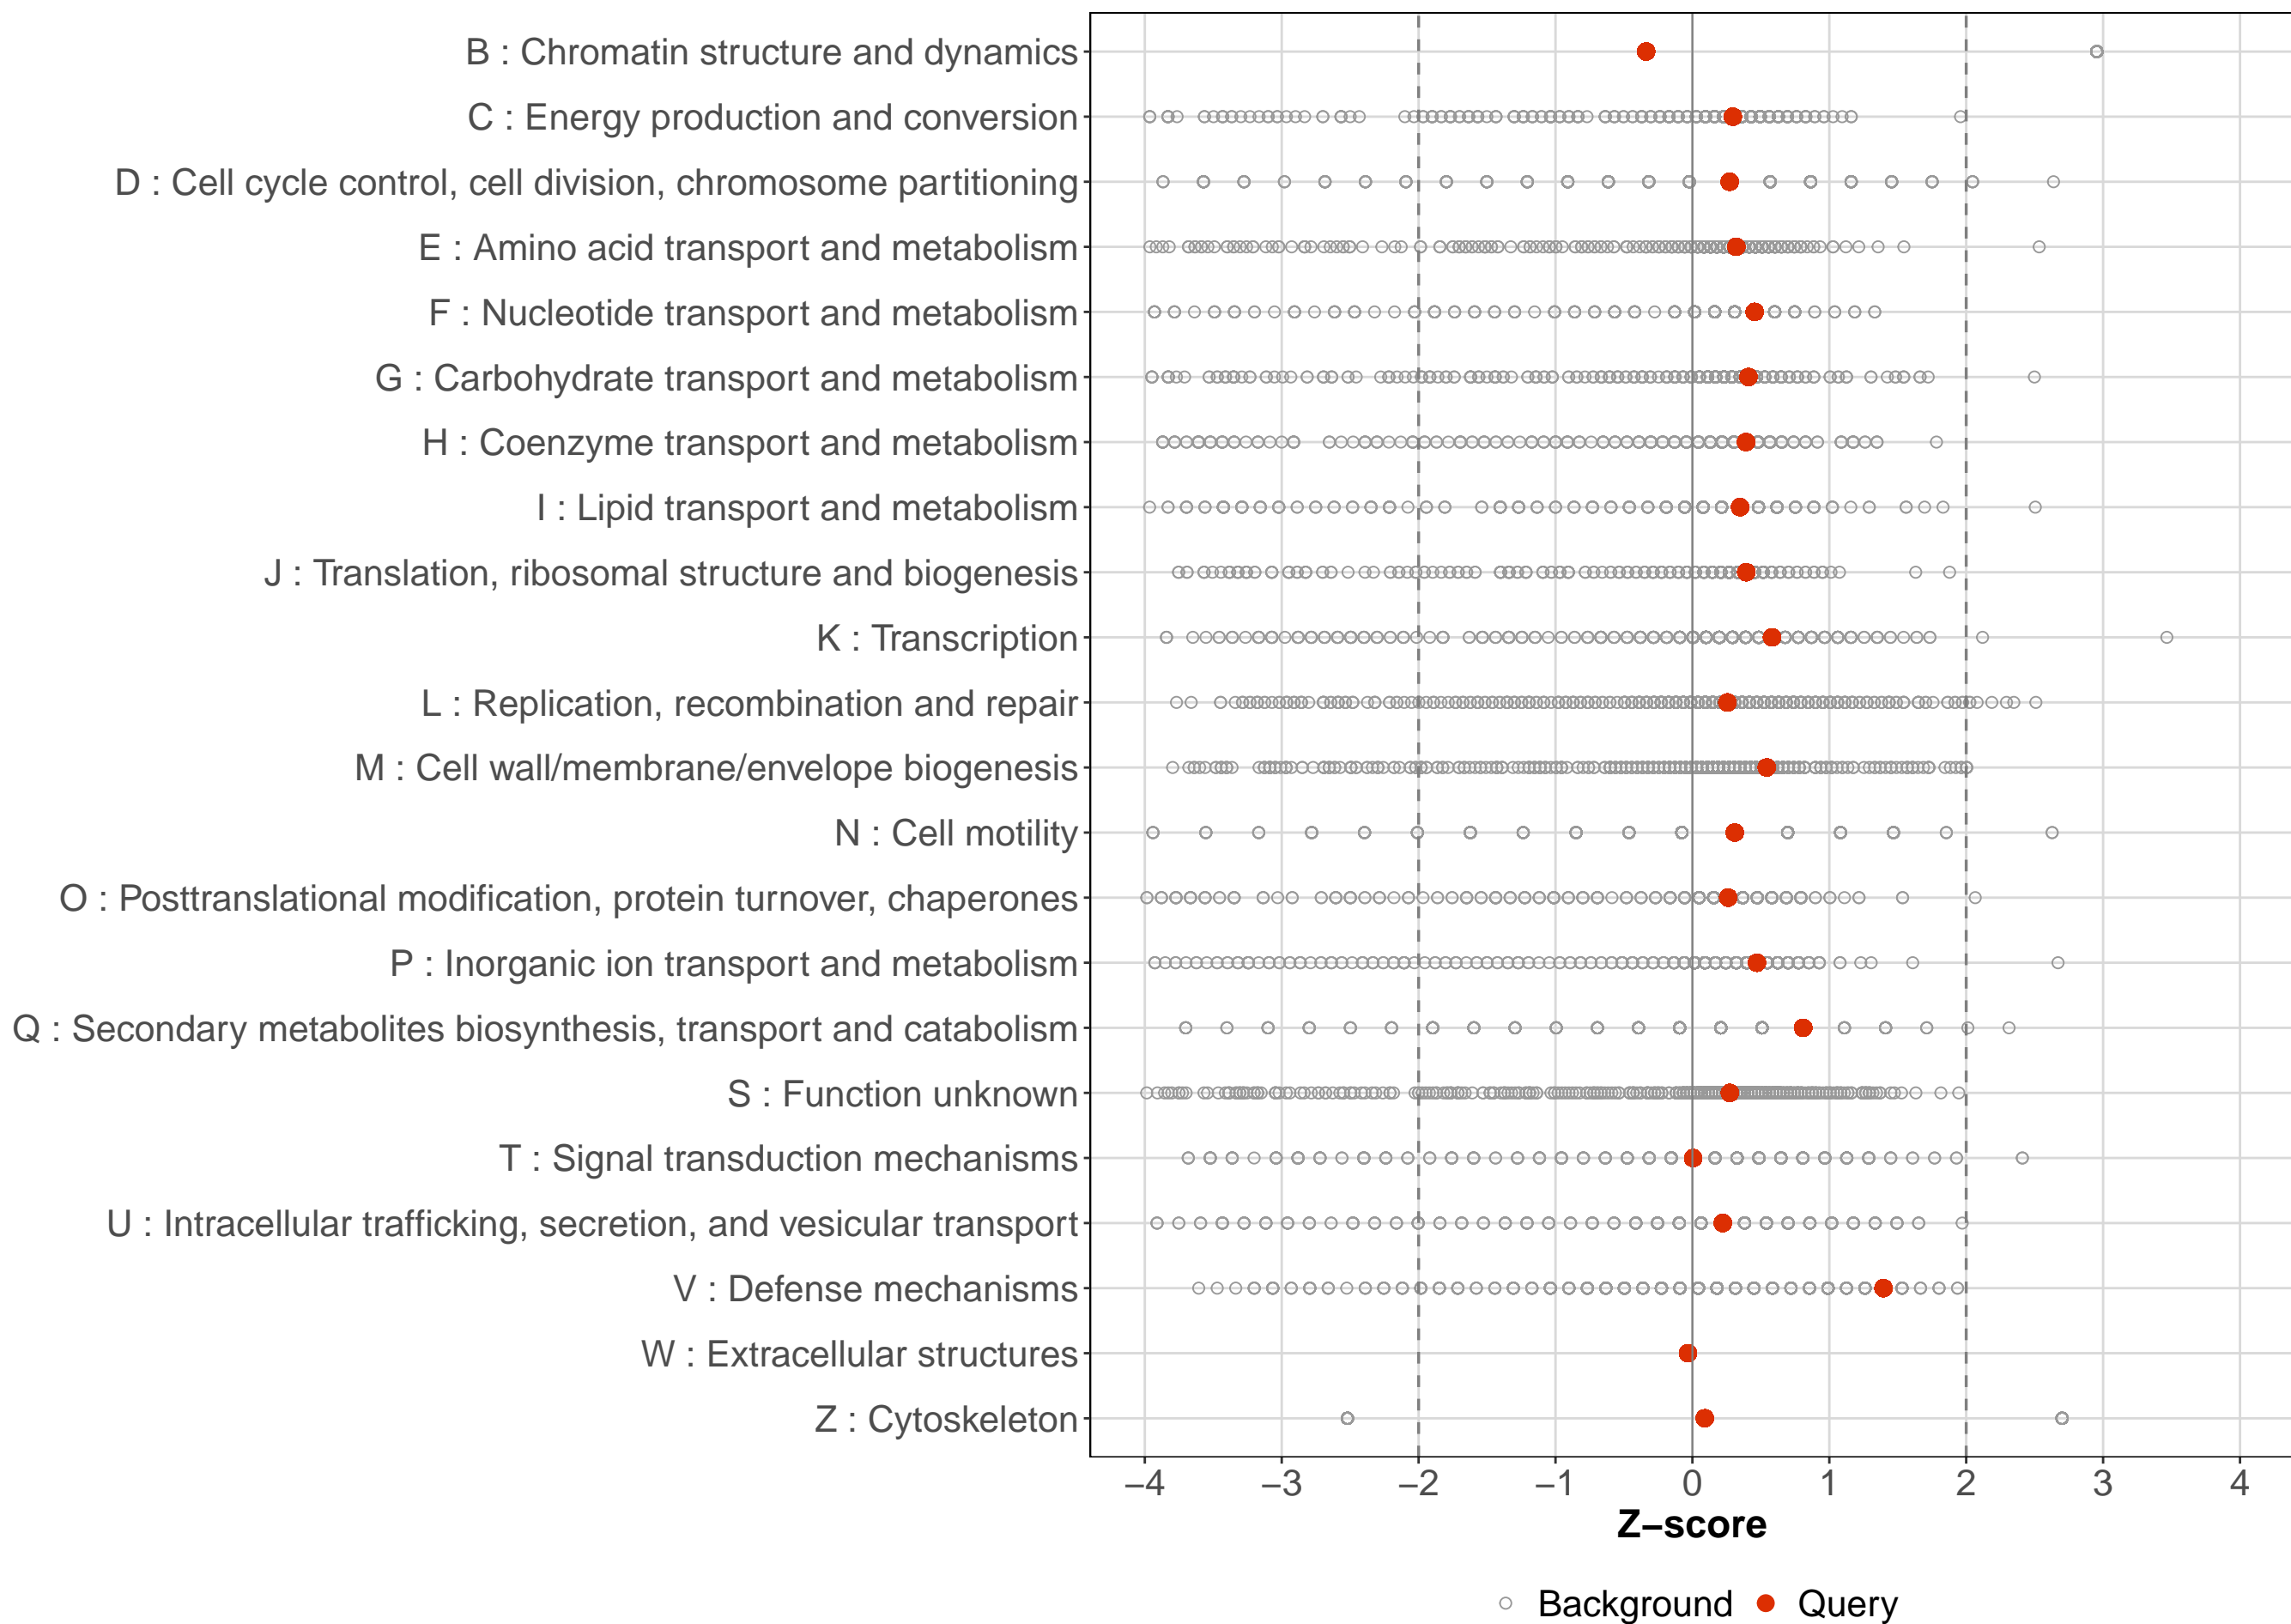 B : Chromatin structure and dynamics
C : Energy production and conversion
D : Cell cycle control, cell division, chromosome partitioning
E : Amino acid transport and metabolism
F : Nucleotide transport and metabolism
G : Carbohydrate transport and metabolism
H : Coenzyme transport and metabolism
I : Lipid transport and metabolism
J : Translation, ribosomal structure and biogenesis
K : Transcription
L : Replication, recombination and repair
M : Cell wall/membrane/envelope biogenesis
N : Cell motility
O : Posttranslational modification, protein turnover, chaperones
P : Inorganic ion transport and metabolism
Q : Secondary metabolites biosynthesis, transport and catabolism
S : Function unknown
T : Signal transduction mechanisms
U : Intracellular trafficking, secretion, and vesicular transport
V : Defense mechanisms
W : Extracellular structures
Z : Cytoskeleton
−4 −3 −2 −1 0 1 2 3 4
Z−score
Background Query